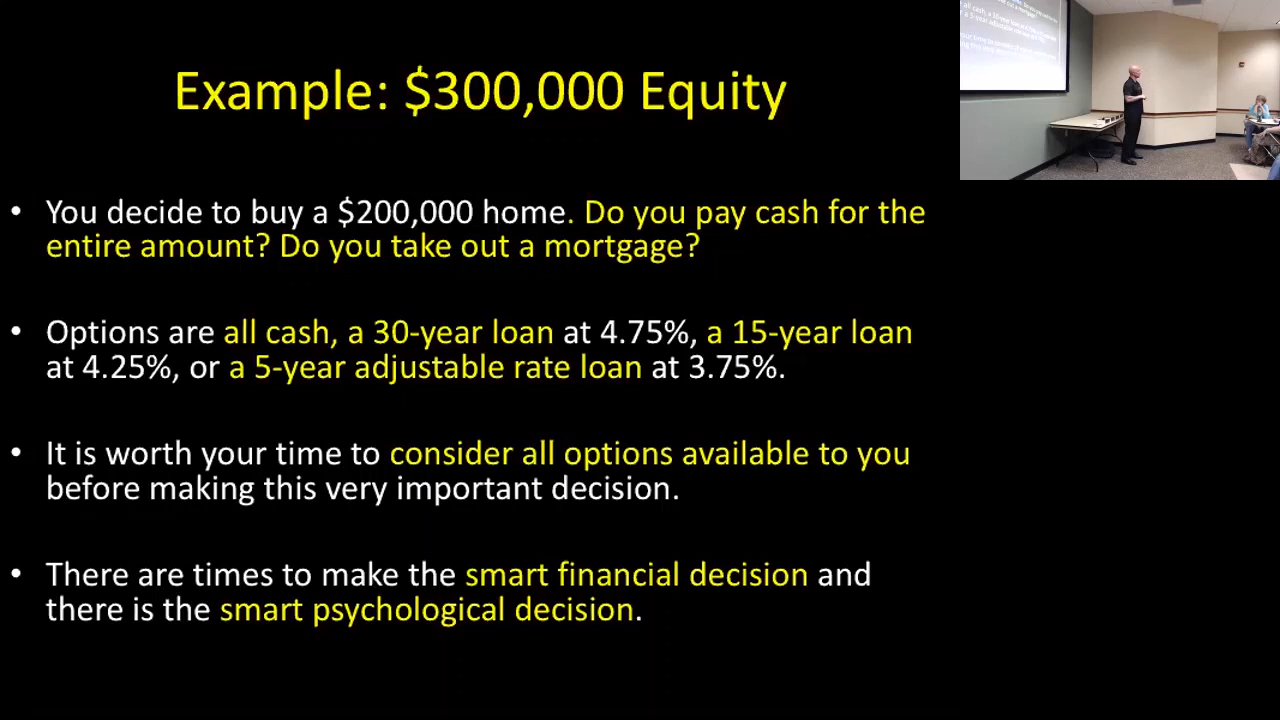 Example: $300,000 Equity
• You decide to buy a $200,000 home. Do you pay cash for the
entire amount? Do you take out a mortgage?
• Options are all cash, a 30-year loan at 4.75%, a 15-year loan
at 4.25%, or a 5-year adjustable rate loan at 3.75%.
• It is worth your time to consider all options available to you
before making this very important decision.
• There are times to make the smart financial decision and
there is the smart psychological decision.